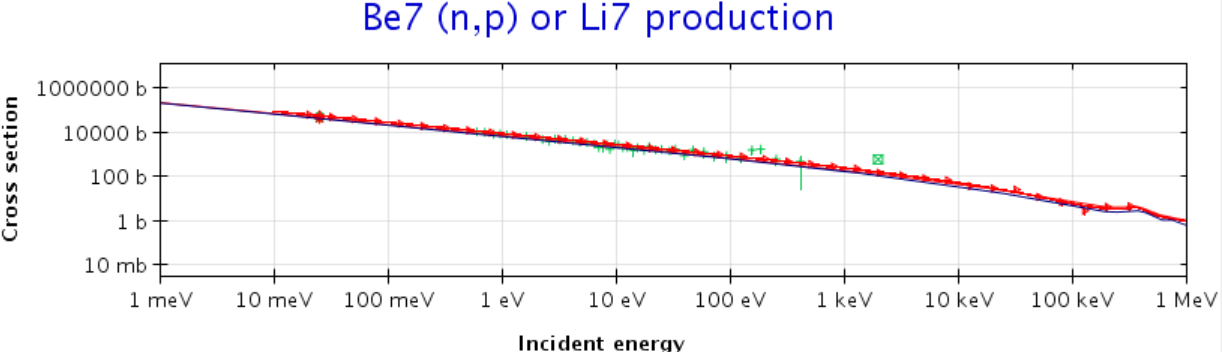 Be7 (n,p) or Li7 production
Cross section
1000000 b
10000 b
100 b
1 b
10 mb
1 meV 10 meV 100 meV 1 eV 10 eV 100 eV 1 keV 10 keV 100 keV 1 MeV
Incident energy